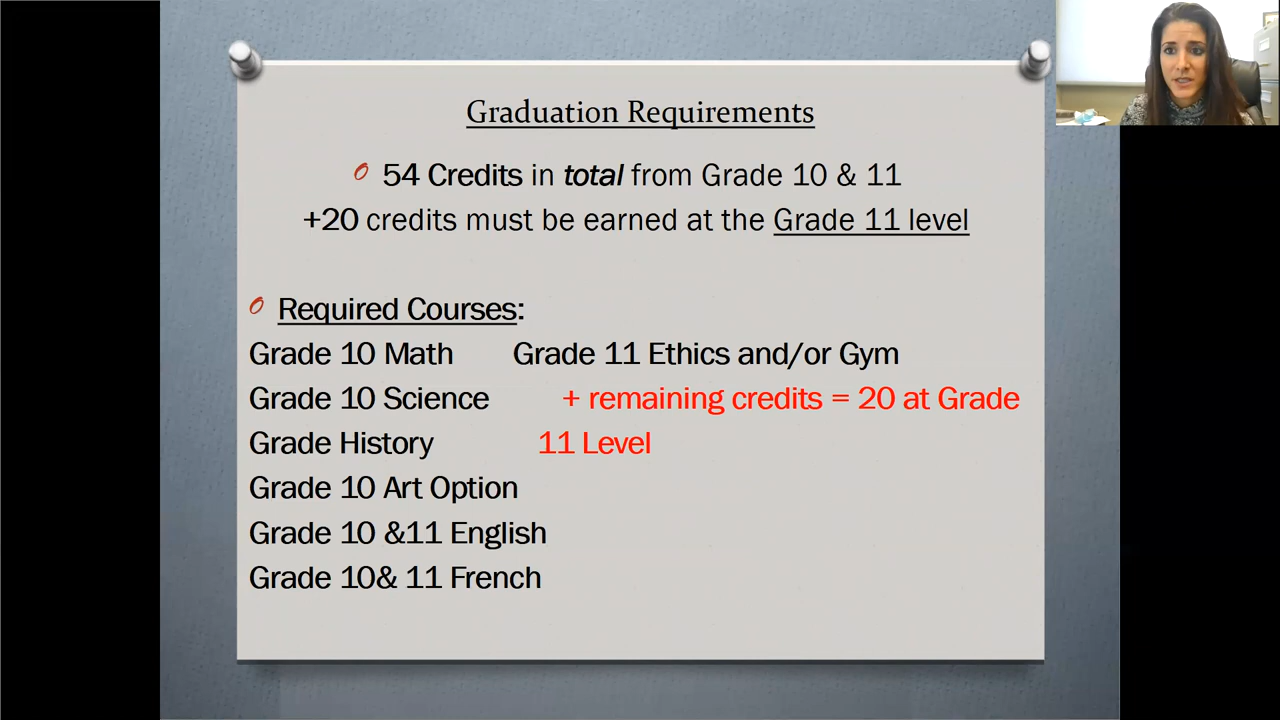 Graduation Requirements
54 Credits in total from Grade 10 & 11
+20 credits must be earned at the Grade 11 level
Required Courses:
Grade 10 Math Grade 11 Ethics and/or Gym
Grade 10 Science + remaining credits = 20 at Grade
Grade History 11 Level
Grade 10 Art Option
Grade 10 &11 English
Grade 10& 11 French